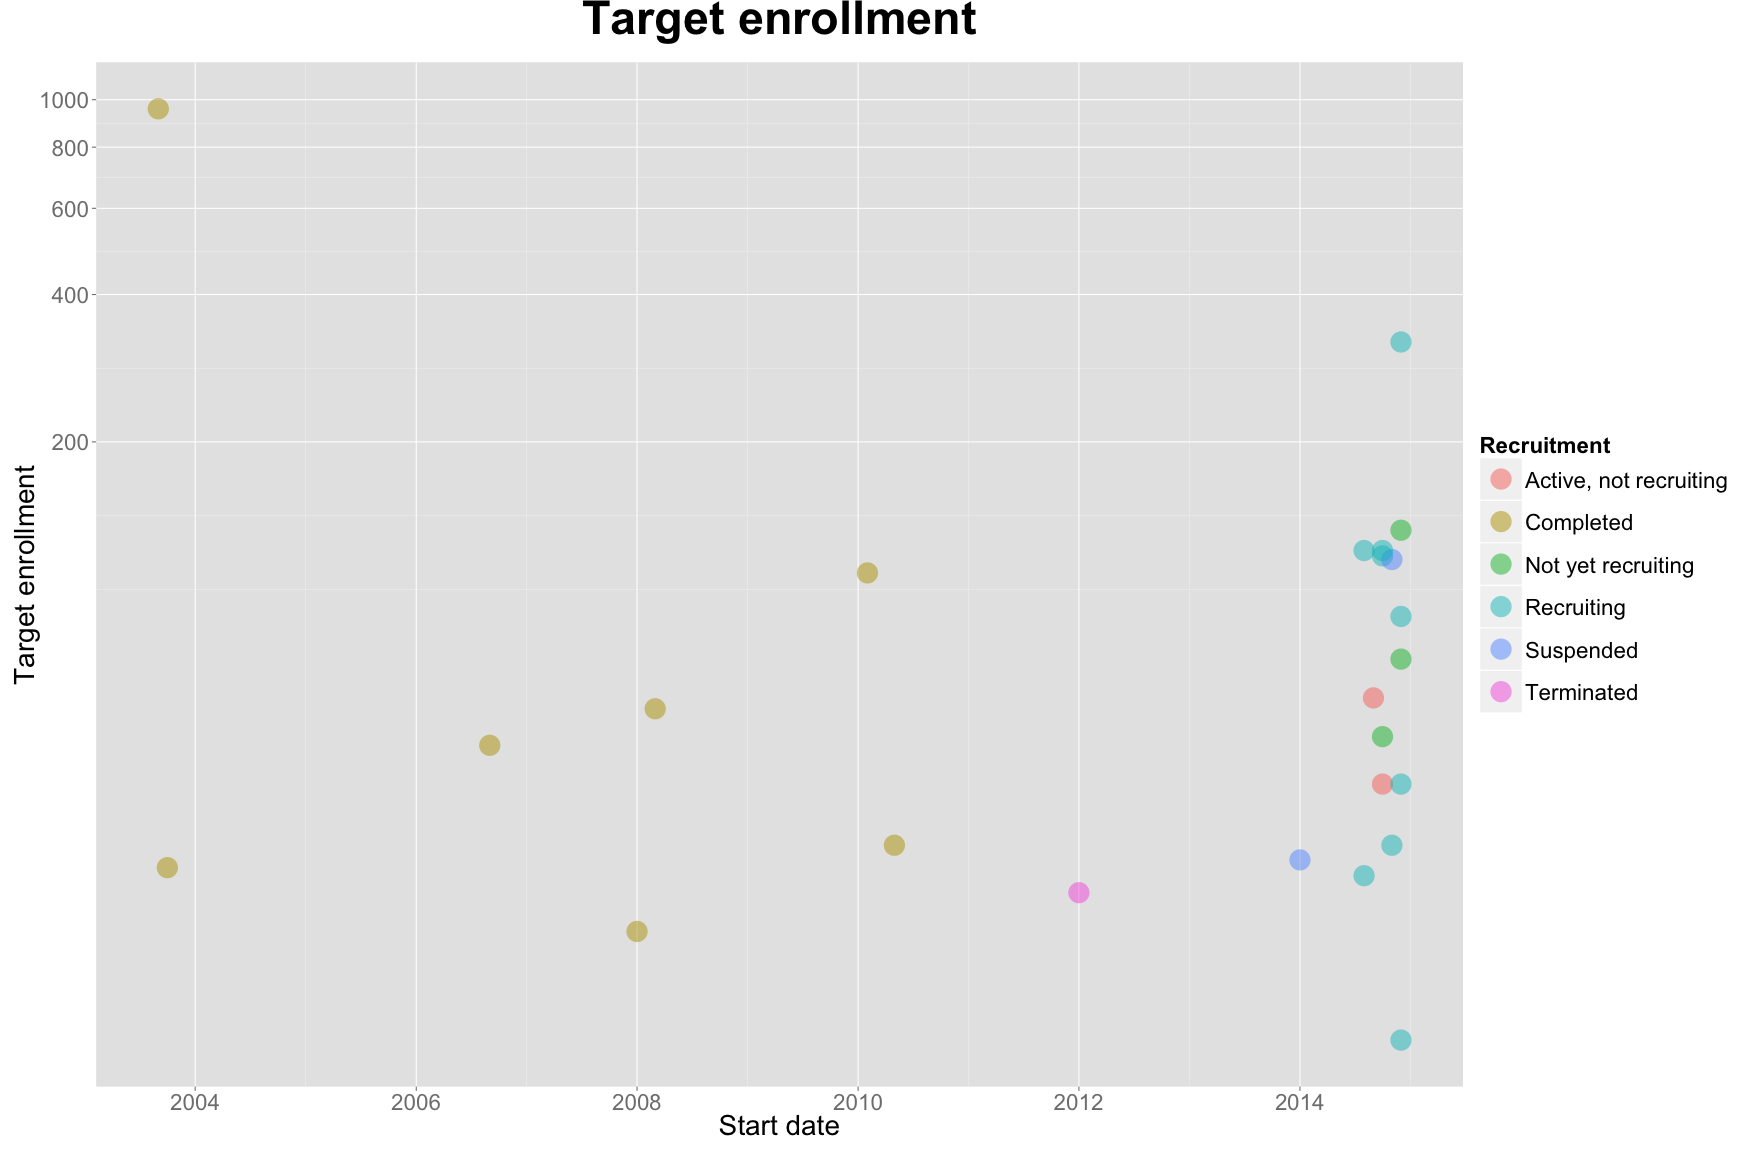 Target enrollment
1000
800
600
400
200
Target enrollment
2004
2006
2008
2010
2012
2014
Start date
Recruitment
Active, not recruiting
Completed
Not yet recruiting
Recruiting
Suspended
Terminated